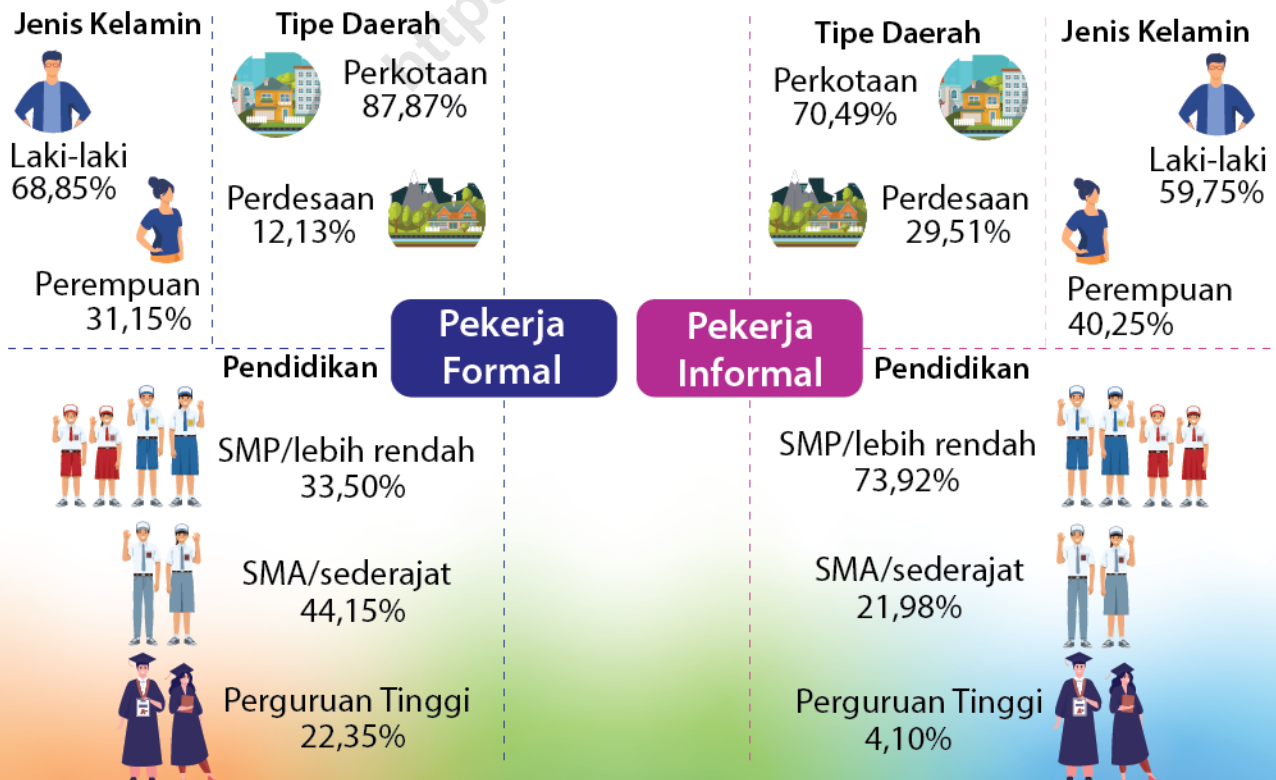 Jenis Kelamin
Laki-laki
68,85%
Perempuan
31,15%
Tipe Daerah
Perkotaan
87,87%
Perdesaan
12,13%
Pekerja
Formal
Pendidikan
SMP/lebih rendah
33,50%
SMA/sederajat
44,15%
Perguruan Tinggi
22,35%
Tipe Daerah
Perkotaan
70,49%
Perdesaan
29,51%
Jenis Kelamin
Laki-laki
59,75%
Perempuan
40,25%
Pekerja
Informal
Pendidikan
SMP/lebih rendah
73,92%
SMA/sederajat
21,98%
Perguruan Tinggi
4,10%